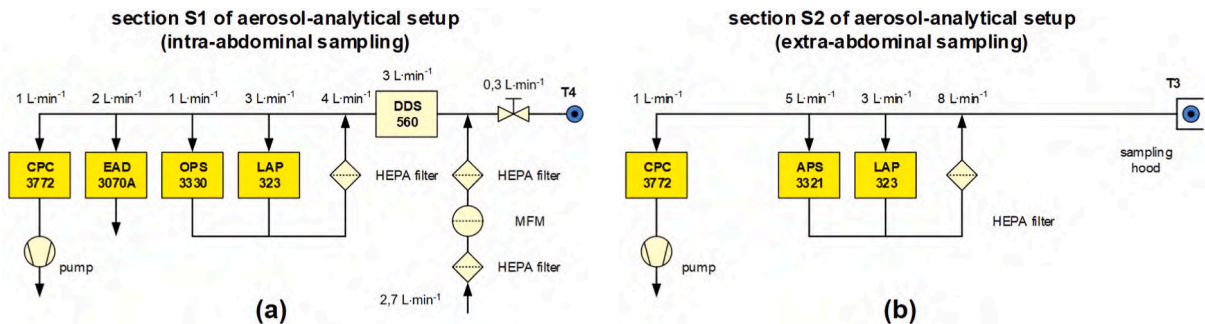 section S1 of aerosol-analytical setup
(intra-abdominal sampling)
1 L·min⁻¹
2 L·min⁻¹
1 L·min⁻¹
3 L·min⁻¹
4 L·min⁻¹
3 L·min⁻¹
0,3 L·min⁻¹
T4
DDS
560
CPC
3772
EAD
3070A
OPS
3330
LAP
323
HEPA filter
HEPA filter
MFM
HEPA filter
pump
2,7 L·min⁻¹
(a)
section S2 of aerosol-analytical setup
(extra-abdominal sampling)
1 L·min⁻¹
5 L·min⁻¹
3 L·min⁻¹
8 L·min⁻¹
T3
CPC
3772
APS
3321
LAP
323
sampling
hood
HEPA filter
pump
(b)